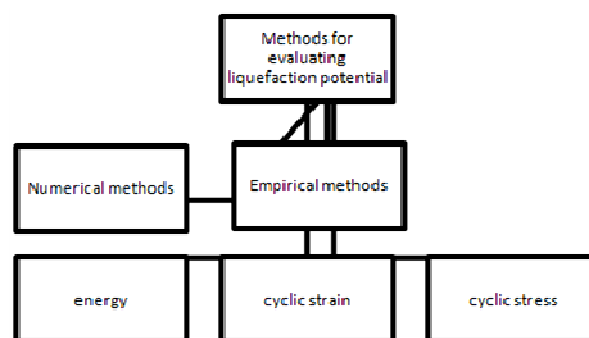 Methods for
evaluating
liquefaction potential
Numerical methods
Empirical methods
energy
cyclic strain
cyclic stress